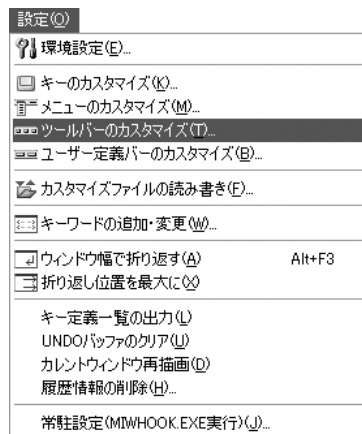 設定(O)
環境設定(E)...
キーのカスタマイズ(K)...
メニューのカスタマイズ(M)...
ツールバーのカスタマイズ(T)...
ユーザー定義バーのカスタマイズ(B)...
カスタマイズファイルの読み書き(F)...
キーワードの追加・変更(W)...
ウィンドウ幅で折り返す(A) Alt+F3
折り返し位置を最大に(X)
キー定義一覧の出力(L)
UNDOバッファのクリア(U)
カレントウィンドウ再描画(D)
履歴情報の削除(H)...
常駐設定(MIWHOOK.EXE実行)(J)...